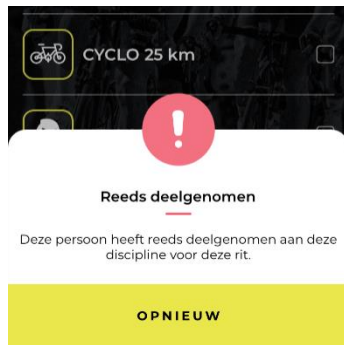 CYCLO 25 km
Reeds deelgenomen
Deze persoon heeft reeds deelgenomen aan deze
discipline voor deze rit.
OPNIEUW